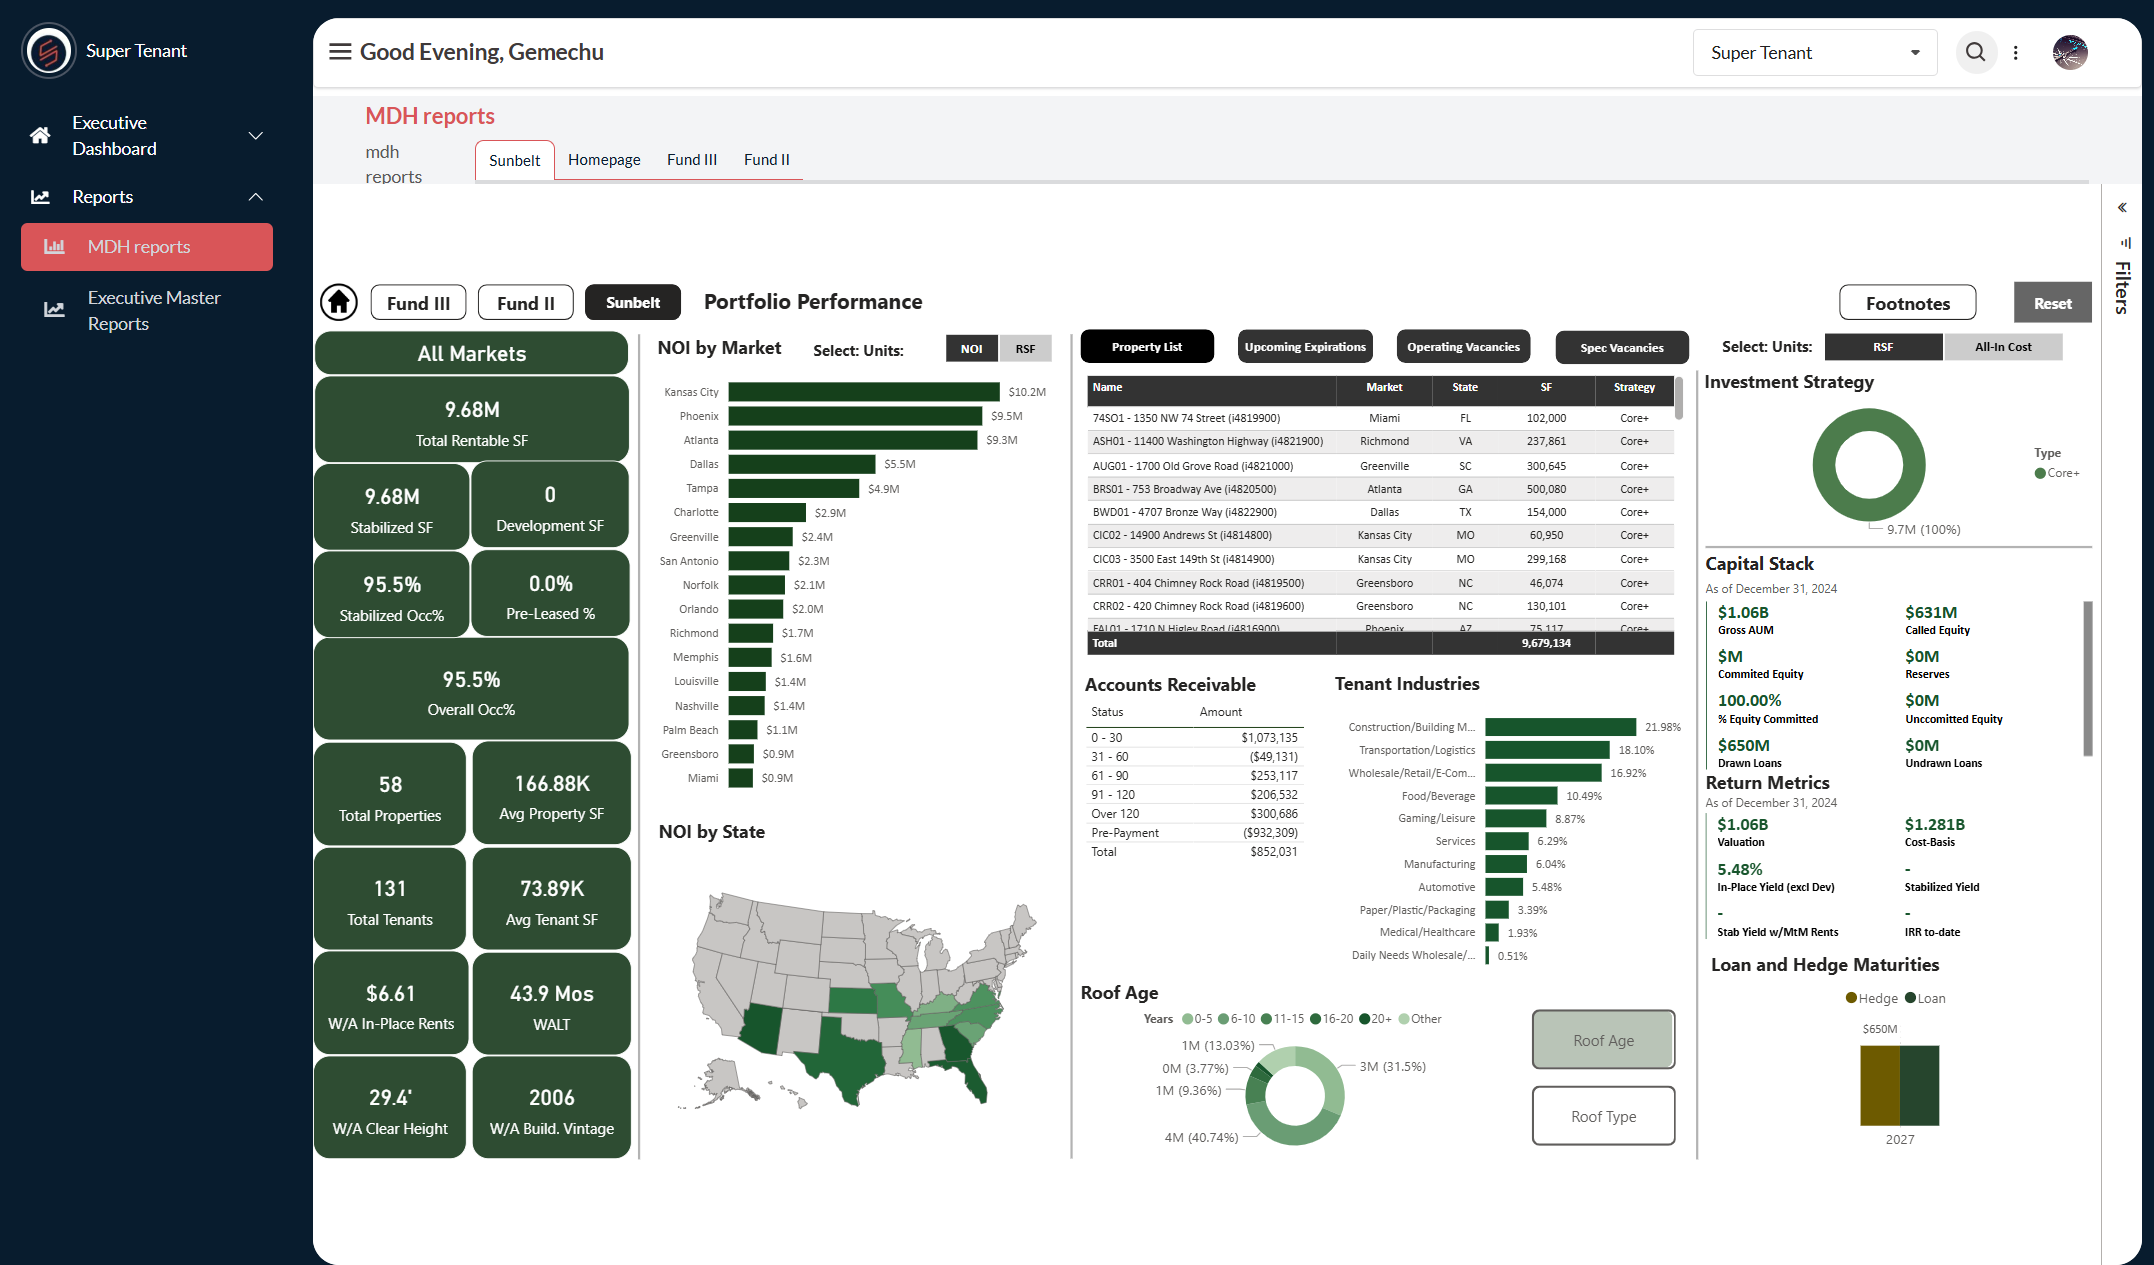 Super Tenant
Executive
Dashboard
Reports
MDH reports
Executive Master
Reports
Good Evening, Gemechu
Super Tenant
MDH reports
mdh
reports
Sunbelt
Homepage
Fund III
Fund II
Filters
Fund III
Fund II
Sunbelt
Portfolio Performance
Footnotes
Reset
All Markets
9.68M
Total Rentable SF
9.68M
Stabilized SF
0
Development SF
95.5%
Stabilized Occ%
0.0%
Pre-Leased %
95.5%
Overall Occ%
58
Total Properties
166.88K
Avg Property SF
131
Total Tenants
73.89K
Avg Tenant SF
$6.61
W/A In-Place Rents
43.9 Mos
WALT
29.4'
W/A Clear Height
2006
W/A Build. Vintage
NOI by Market
Select: Units:
NOI
RSF
Kansas City $10.2M
Phoenix $9.5M
Atlanta $9.3M
Dallas $5.5M
Tampa $4.9M
Charlotte $2.9M
Greenville $2.4M
San Antonio $2.3M
Norfolk $2.1M
Orlando $2.0M
Richmond $1.7M
Memphis $1.6M
Louisville $1.4M
Nashville $1.4M
Palm Beach $1.1M
Greensboro $0.9M
Miami $0.9M
NOI by State
Property List
Upcoming Expirations
Operating Vacancies
Spec Vacancies
Name Market State SF Strategy
74SO1 - 1350 NW 74 Street (i4819900) Miami FL 102,000 Core+
ASH01 - 11400 Washington Highway (i4821900) Richmond VA 237,861 Core+
AUG01 - 1700 Old Grove Road (i4821000) Greenville SC 300,645 Core+
BRS01 - 753 Broadway Ave (i4820500) Atlanta GA 500,080 Core+
BWD01 - 4707 Bronze Way (i4822900) Dallas TX 154,000 Core+
CIC02 - 14900 Andrews St (i4814800) Kansas City MO 60,950 Core+
CIC03 - 3500 East 149th St (i4814900) Kansas City MO 299,168 Core+
CRR01 - 404 Chimney Rock Road (i4819500) Greensboro NC 46,074 Core+
CRR02 - 420 Chimney Rock Road (i4819600) Greensboro NC 130,101 Core+
FAL01 - 1710 N Higley Road (i4816900) Phoenix AZ 75,117 Core+
Total 9,679,134
Accounts Receivable
Status Amount
0 - 30 $1,073,135
31 - 60 ($49,131)
61 - 90 $253,117
91 - 120 $206,532
Over 120 $300,686
Pre-Payment ($932,309)
Total $852,031
Tenant Industries
Construction/Building M... 21.98%
Transportation/Logistics 18.10%
Wholesale/Retail/E-Com... 16.92%
Food/Beverage 10.49%
Gaming/Leisure 8.87%
Services 6.29%
Manufacturing 6.04%
Automotive 5.48%
Paper/Plastic/Packaging 3.39%
Medical/Healthcare 1.93%
Daily Needs Wholesale/... 0.51%
Roof Age
Years 0-5 6-10 11-15 16-20 20+ Other
1M (13.03%)
0M (3.77%)
1M (9.36%)
4M (40.74%)
3M (31.5%)
Roof Age
Roof Type
Select: Units:
RSF
All-In Cost
Investment Strategy
Type
Core+
9.7M (100%)
Capital Stack
As of December 31, 2024
$1.06B
Gross AUM
$631M
Called Equity
$M
Commited Equity
$0M
Reserves
100.00%
% Equity Committed
$0M
Unccomitted Equity
$650M
Drawn Loans
$0M
Undrawn Loans
Return Metrics
As of December 31, 2024
$1.06B
Valuation
$1.281B
Cost-Basis
5.48%
In-Place Yield (excl Dev)
-
Stabilized Yield
-
Stab Yield w/MtM Rents
-
IRR to-date
Loan and Hedge Maturities
Hedge Loan
$650M
2027